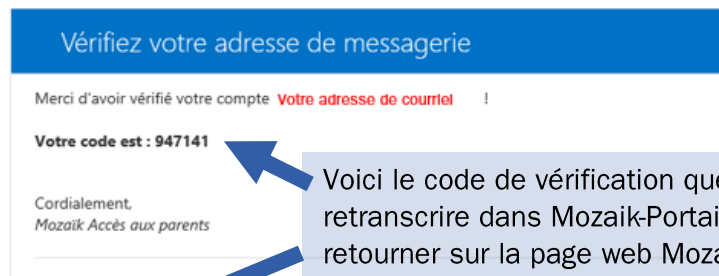 Vérifiez votre adresse de messagerie
Merci d'avoir vérifié votre compte Votre adresse de courriel !
Votre code est : 947141
Voici le code de vérification que
Cordialement,
retranscrire dans Mozaik-Portai
Mozaïk Accès aux parents
retourner sur la page web Moza